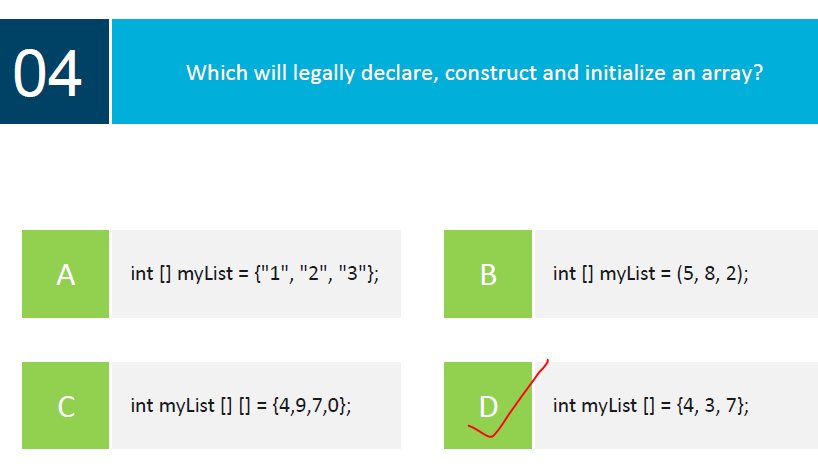 04
Which will legally declare, construct and initialize an array?
A
int [] myList = {"1", "2", "3"};
B
int [] myList = (5, 8, 2);
C
int myList [] [] = {4,9,7,0};
D
int myList [] = {4, 3, 7};